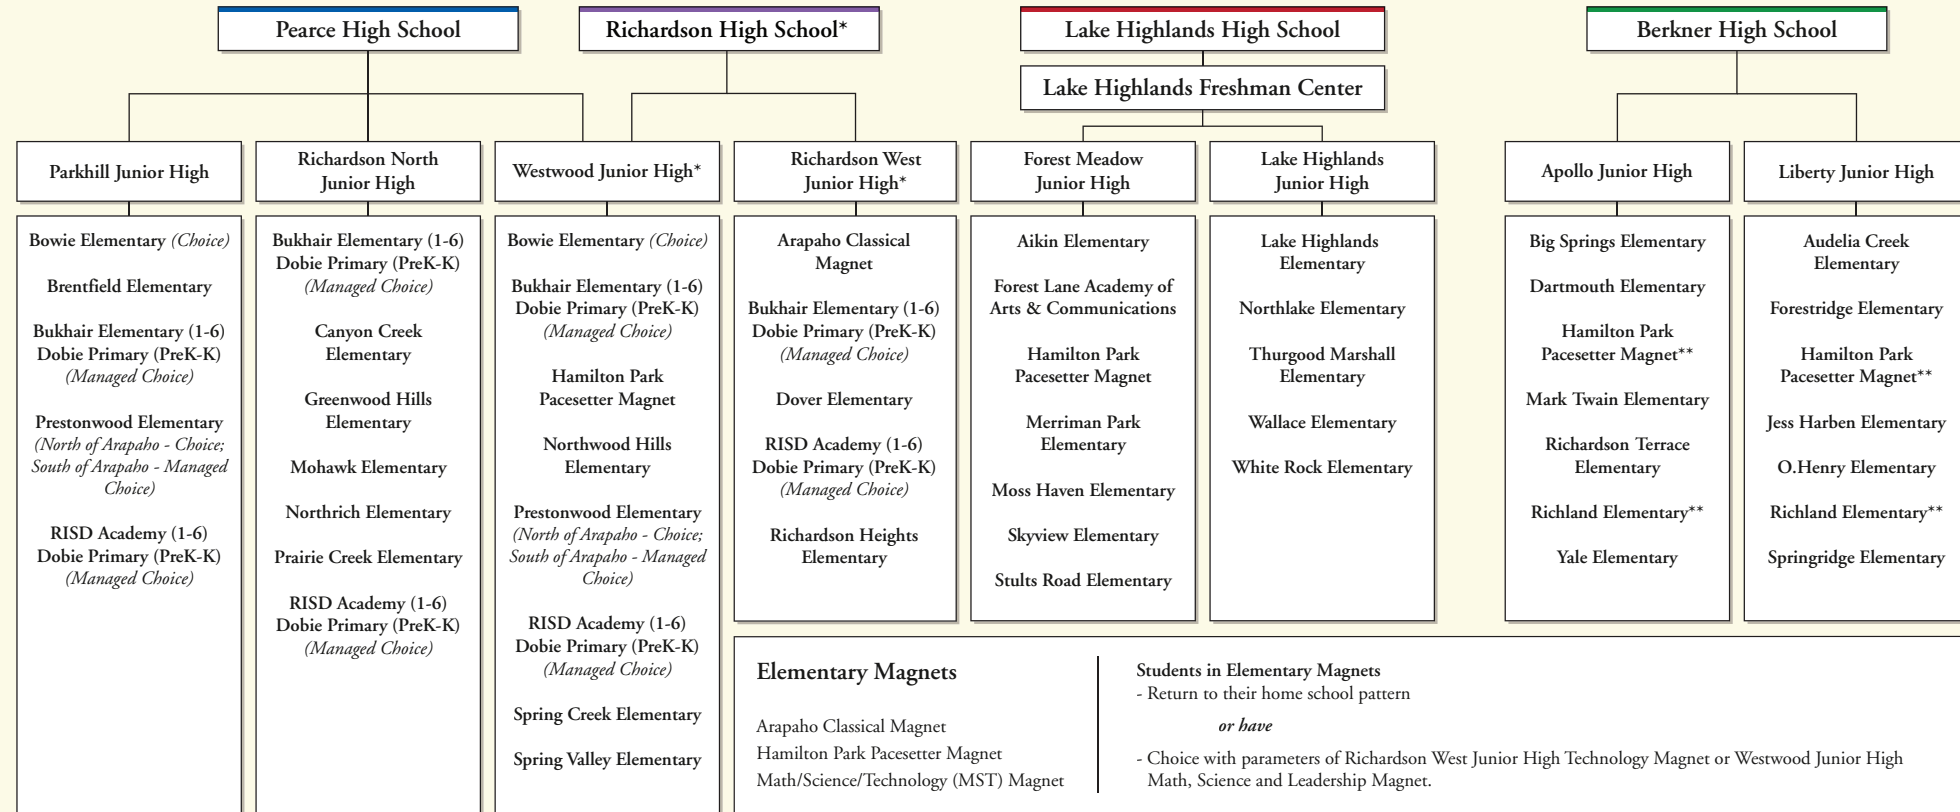 Pearce High School
Richardson High School*
Lake Highlands High School
Berkner High School
Lake Highlands Freshman Center
Parkhill Junior High
Richardson North
Junior High
Westwood Junior High*
Richardson West
Junior High*
Forest Meadow
Junior High
Lake Highlands
Junior High
Apollo Junior High
Liberty Junior High
Bowie Elementary (Choice)
Brentfield Elementary
Bukhair Elementary (1-6)
Dobie Primary (PreK-K)
(Managed Choice)
Prestonwood Elementary
(North of Arapaho - Choice;
South of Arapaho - Managed
Choice)
RISD Academy (1-6)
Dobie Primary (PreK-K)
(Managed Choice)
Bukhair Elementary (1-6)
Dobie Primary (PreK-K)
(Managed Choice)
Canyon Creek
Elementary
Greenwood Hills
Elementary
Mohawk Elementary
Northrich Elementary
Prairie Creek Elementary
RISD Academy (1-6)
Dobie Primary (PreK-K)
(Managed Choice)
Bowie Elementary (Choice)
Bukhair Elementary (1-6)
Dobie Primary (PreK-K)
(Managed Choice)
Hamilton Park
Pacesetter Magnet
Northwood Hills
Elementary
Prestonwood Elementary
(North of Arapaho - Choice;
South of Arapaho - Managed
Choice)
RISD Academy (1-6)
Dobie Primary (PreK-K)
(Managed Choice)
Spring Creek Elementary
Spring Valley Elementary
Arapaho Classical
Magnet
Bukhair Elementary (1-6)
Dobie Primary (PreK-K)
(Managed Choice)
Dover Elementary
RISD Academy (1-6)
Dobie Primary (PreK-K)
(Managed Choice)
Richardson Heights
Elementary
Aikin Elementary
Forest Lane Academy of
Arts & Communications
Hamilton Park
Pacesetter Magnet
Merriman Park
Elementary
Moss Haven Elementary
Skyview Elementary
Stults Road Elementary
Lake Highlands
Elementary
Northlake Elementary
Thurgood Marshall
Elementary
Wallace Elementary
White Rock Elementary
Big Springs Elementary
Dartmouth Elementary
Hamilton Park
Pacesetter Magnet**
Mark Twain Elementary
Richardson Terrace
Elementary
Richland Elementary**
Yale Elementary
Audelia Creek
Elementary
Forestridge Elementary
Hamilton Park
Pacesetter Magnet**
Jess Harben Elementary
O.Henry Elementary
Richland Elementary**
Springridge Elementary
Elementary Magnets
Arapaho Classical Magnet
Hamilton Park Pacesetter Magnet
Math/Science/Technology (MST) Magnet
Students in Elementary Magnets
- Return to their home school pattern
or have
- Choice with parameters of Richardson West Junior High Technology Magnet or Westwood Junior High
Math, Science and Leadership Magnet.